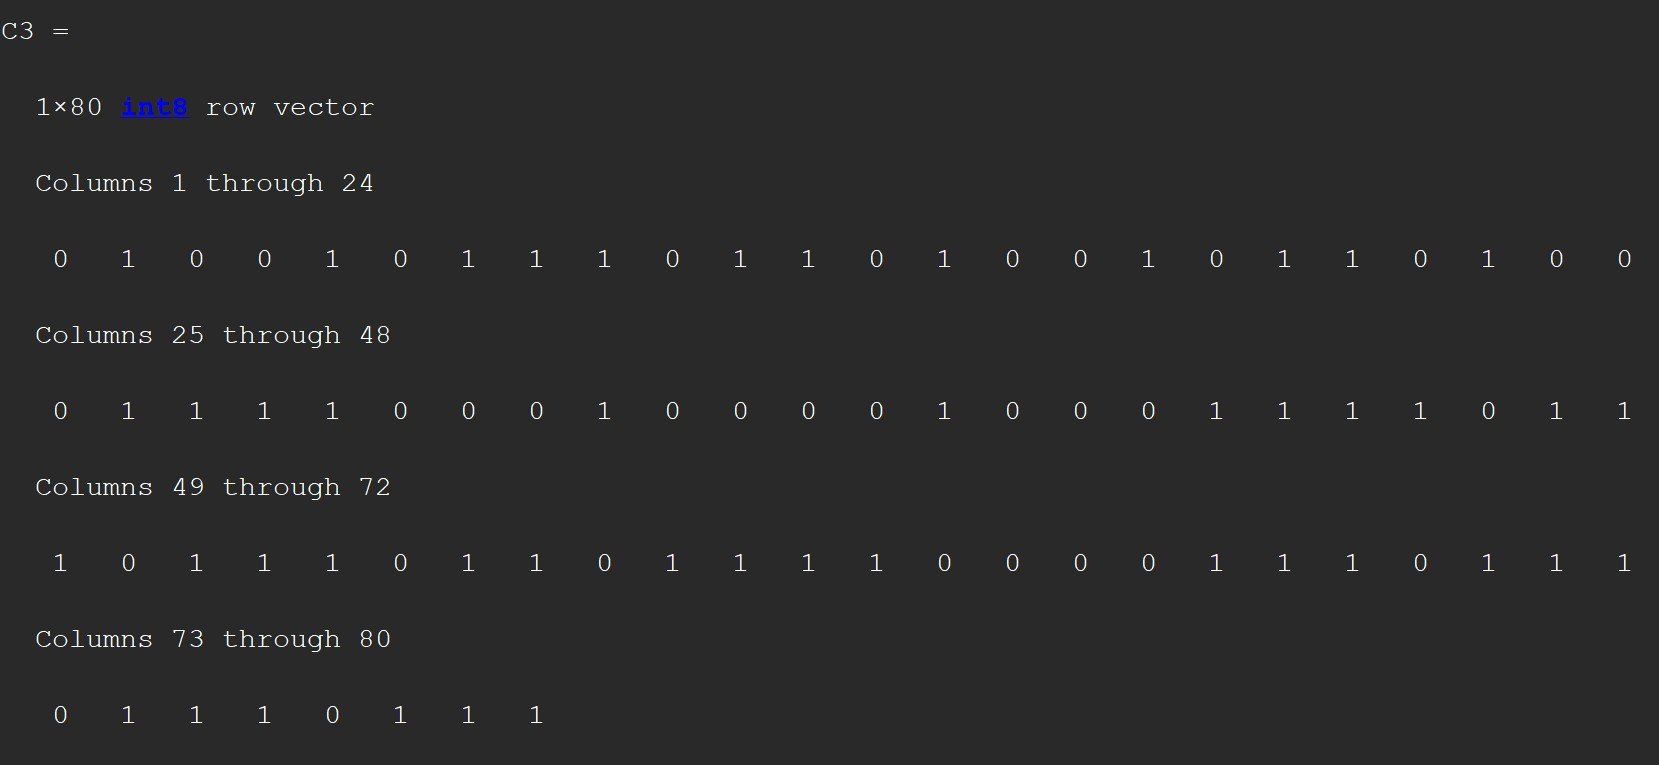 C3 =
1×80 int8 row vector
Columns 1 through 24
0 1 0 0 1 0 1 1 1 0 1 1 0 1 0 0 1 0 1 1 0 1 0 0
Columns 25 through 48
0 1 1 1 1 0 0 0 1 0 0 0 0 1 0 0 0 1 1 1 1 0 1 1
Columns 49 through 72
1 0 1 1 1 0 1 1 0 1 1 1 1 0 0 0 0 1 1 1 0 1 1 1
Columns 73 through 80
0 1 1 1 0 1 1 1